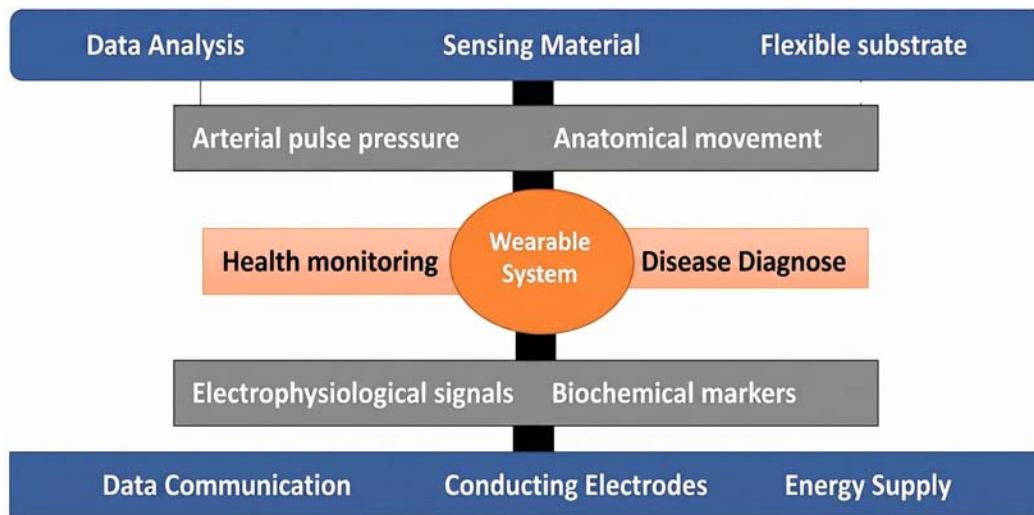 Data Analysis Sensing Material Flexible substrate
Arterial pulse pressure Anatomical movement
Health monitoring Wearable System Disease Diagnose
Electrophysiological signals Biochemical markers
Data Communication Conducting Electrodes Energy Supply